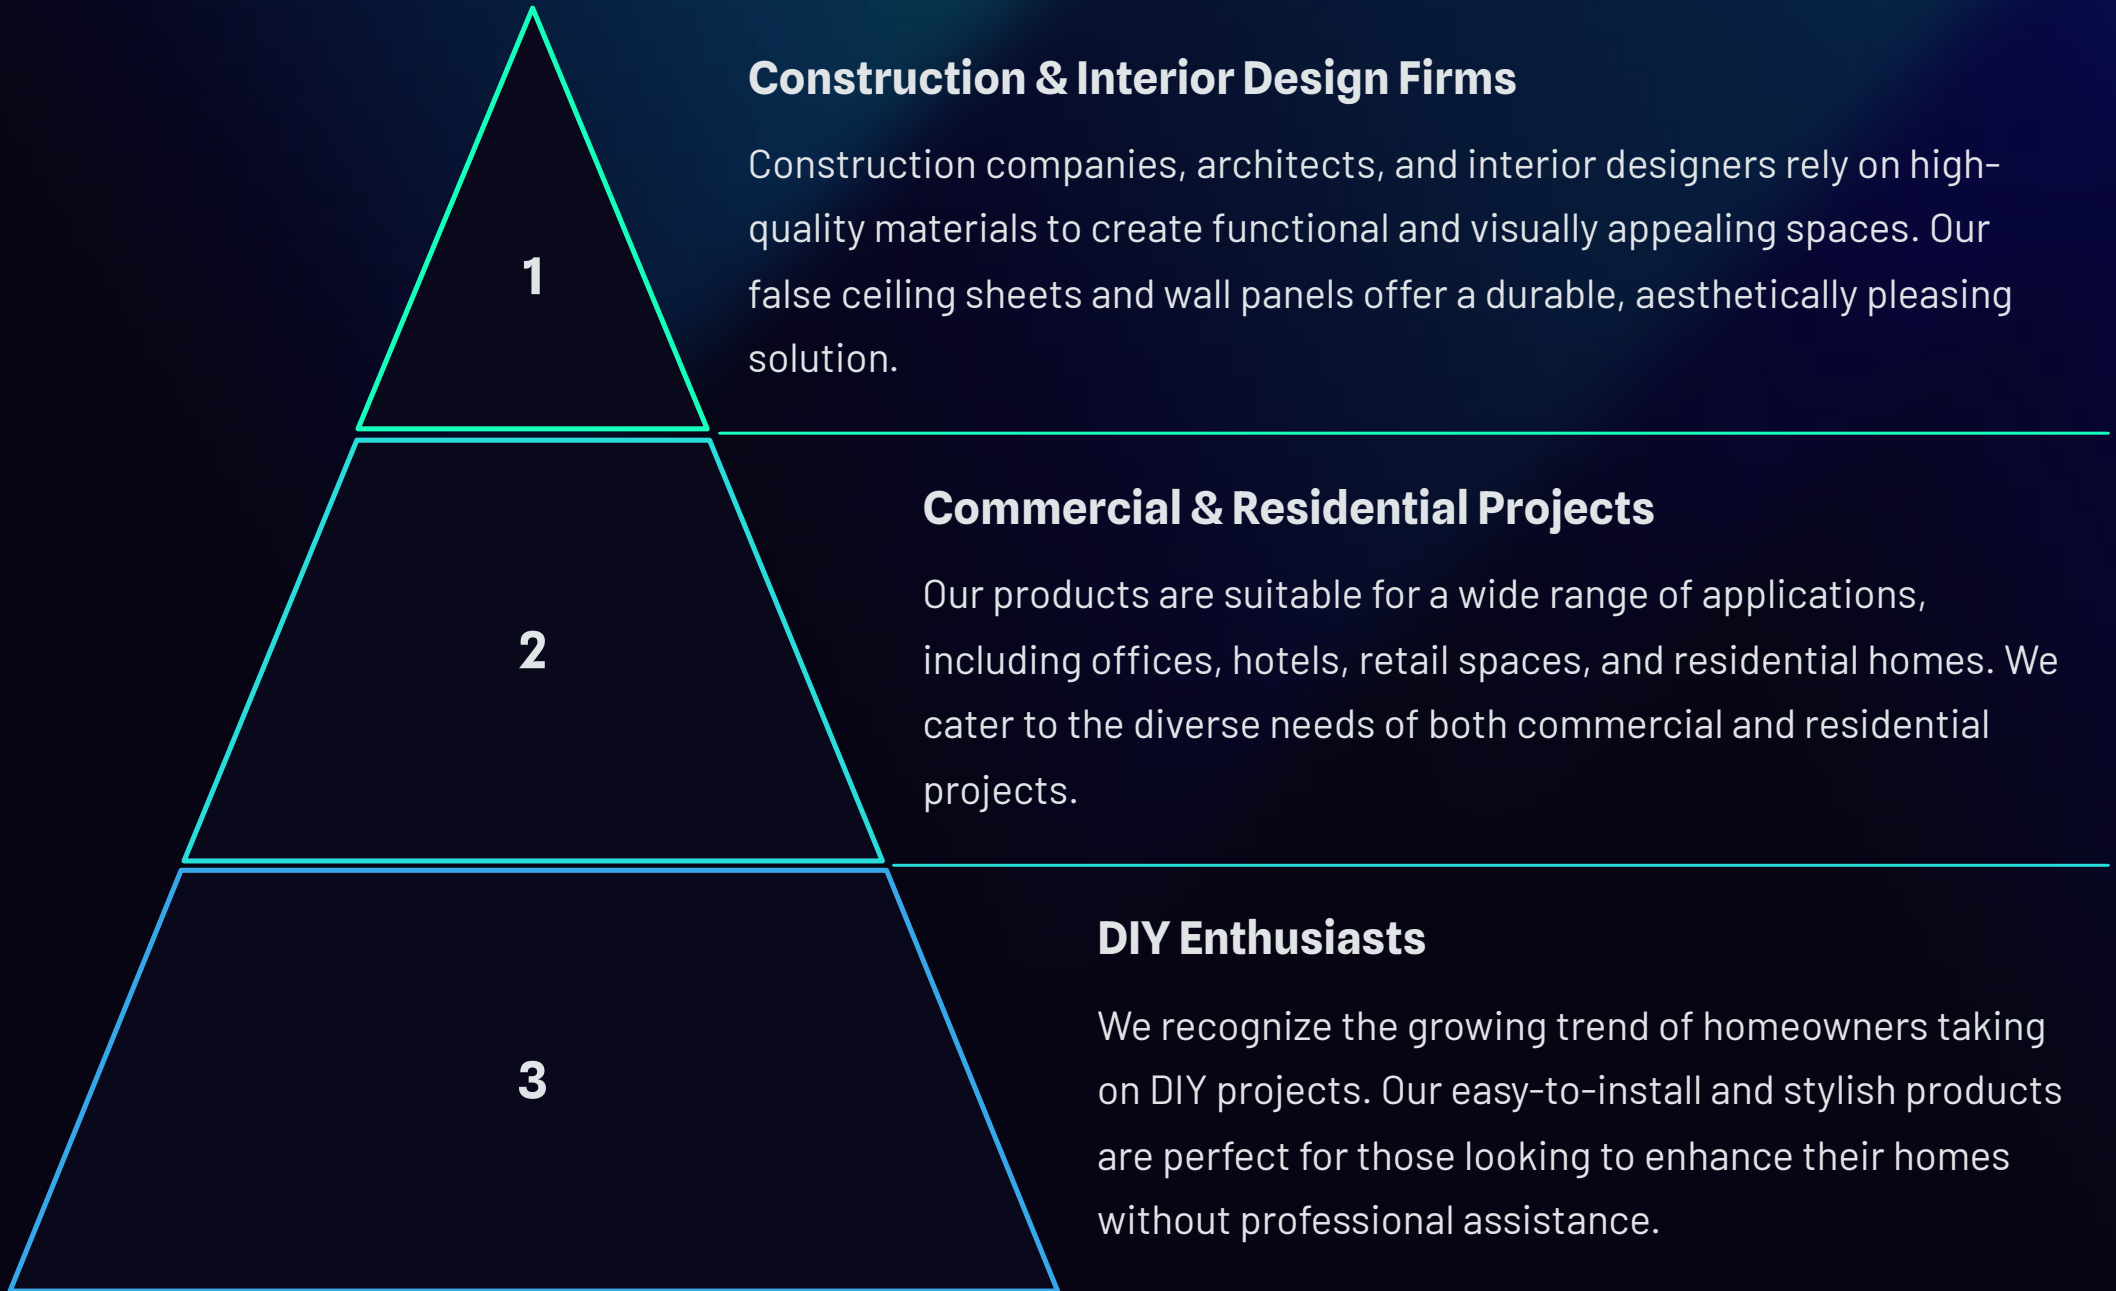 1
Construction & Interior Design Firms
Construction companies, architects, and interior designers rely on high-
quality materials to create functional and visually appealing spaces. Our
false ceiling sheets and wall panels offer a durable, aesthetically pleasing
solution.
2
Commercial & Residential Projects
Our products are suitable for a wide range of applications,
including offices, hotels, retail spaces, and residential homes. We
cater to the diverse needs of both commercial and residential
projects.
3
DIY Enthusiasts
We recognize the growing trend of homeowners taking
on DIY projects. Our easy-to-install and stylish products
are perfect for those looking to enhance their homes
without professional assistance.